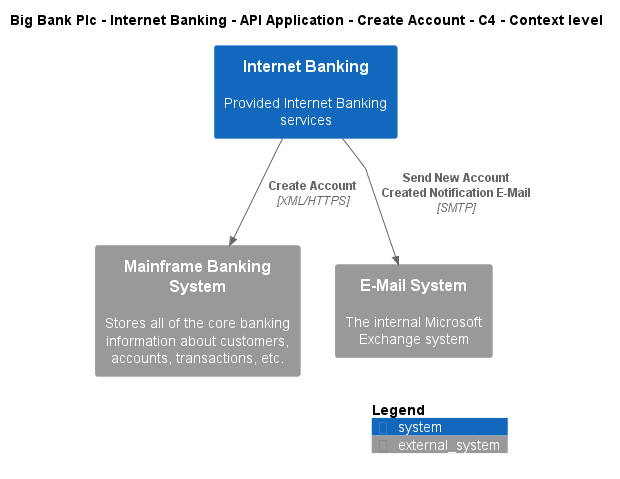 Big Bank Plc - Internet Banking - API Application - Create Account - C4 - Context level
Internet Banking
Provided Internet Banking
services
Create Account
[XML/HTTPS]
Send New Account
Created Notification E-Mail
[SMTP]
Mainframe Banking
System
Stores all of the core banking
information about customers,
accounts, transactions, etc.
E-Mail System
The internal Microsoft
Exchange system
Legend
system
external_system